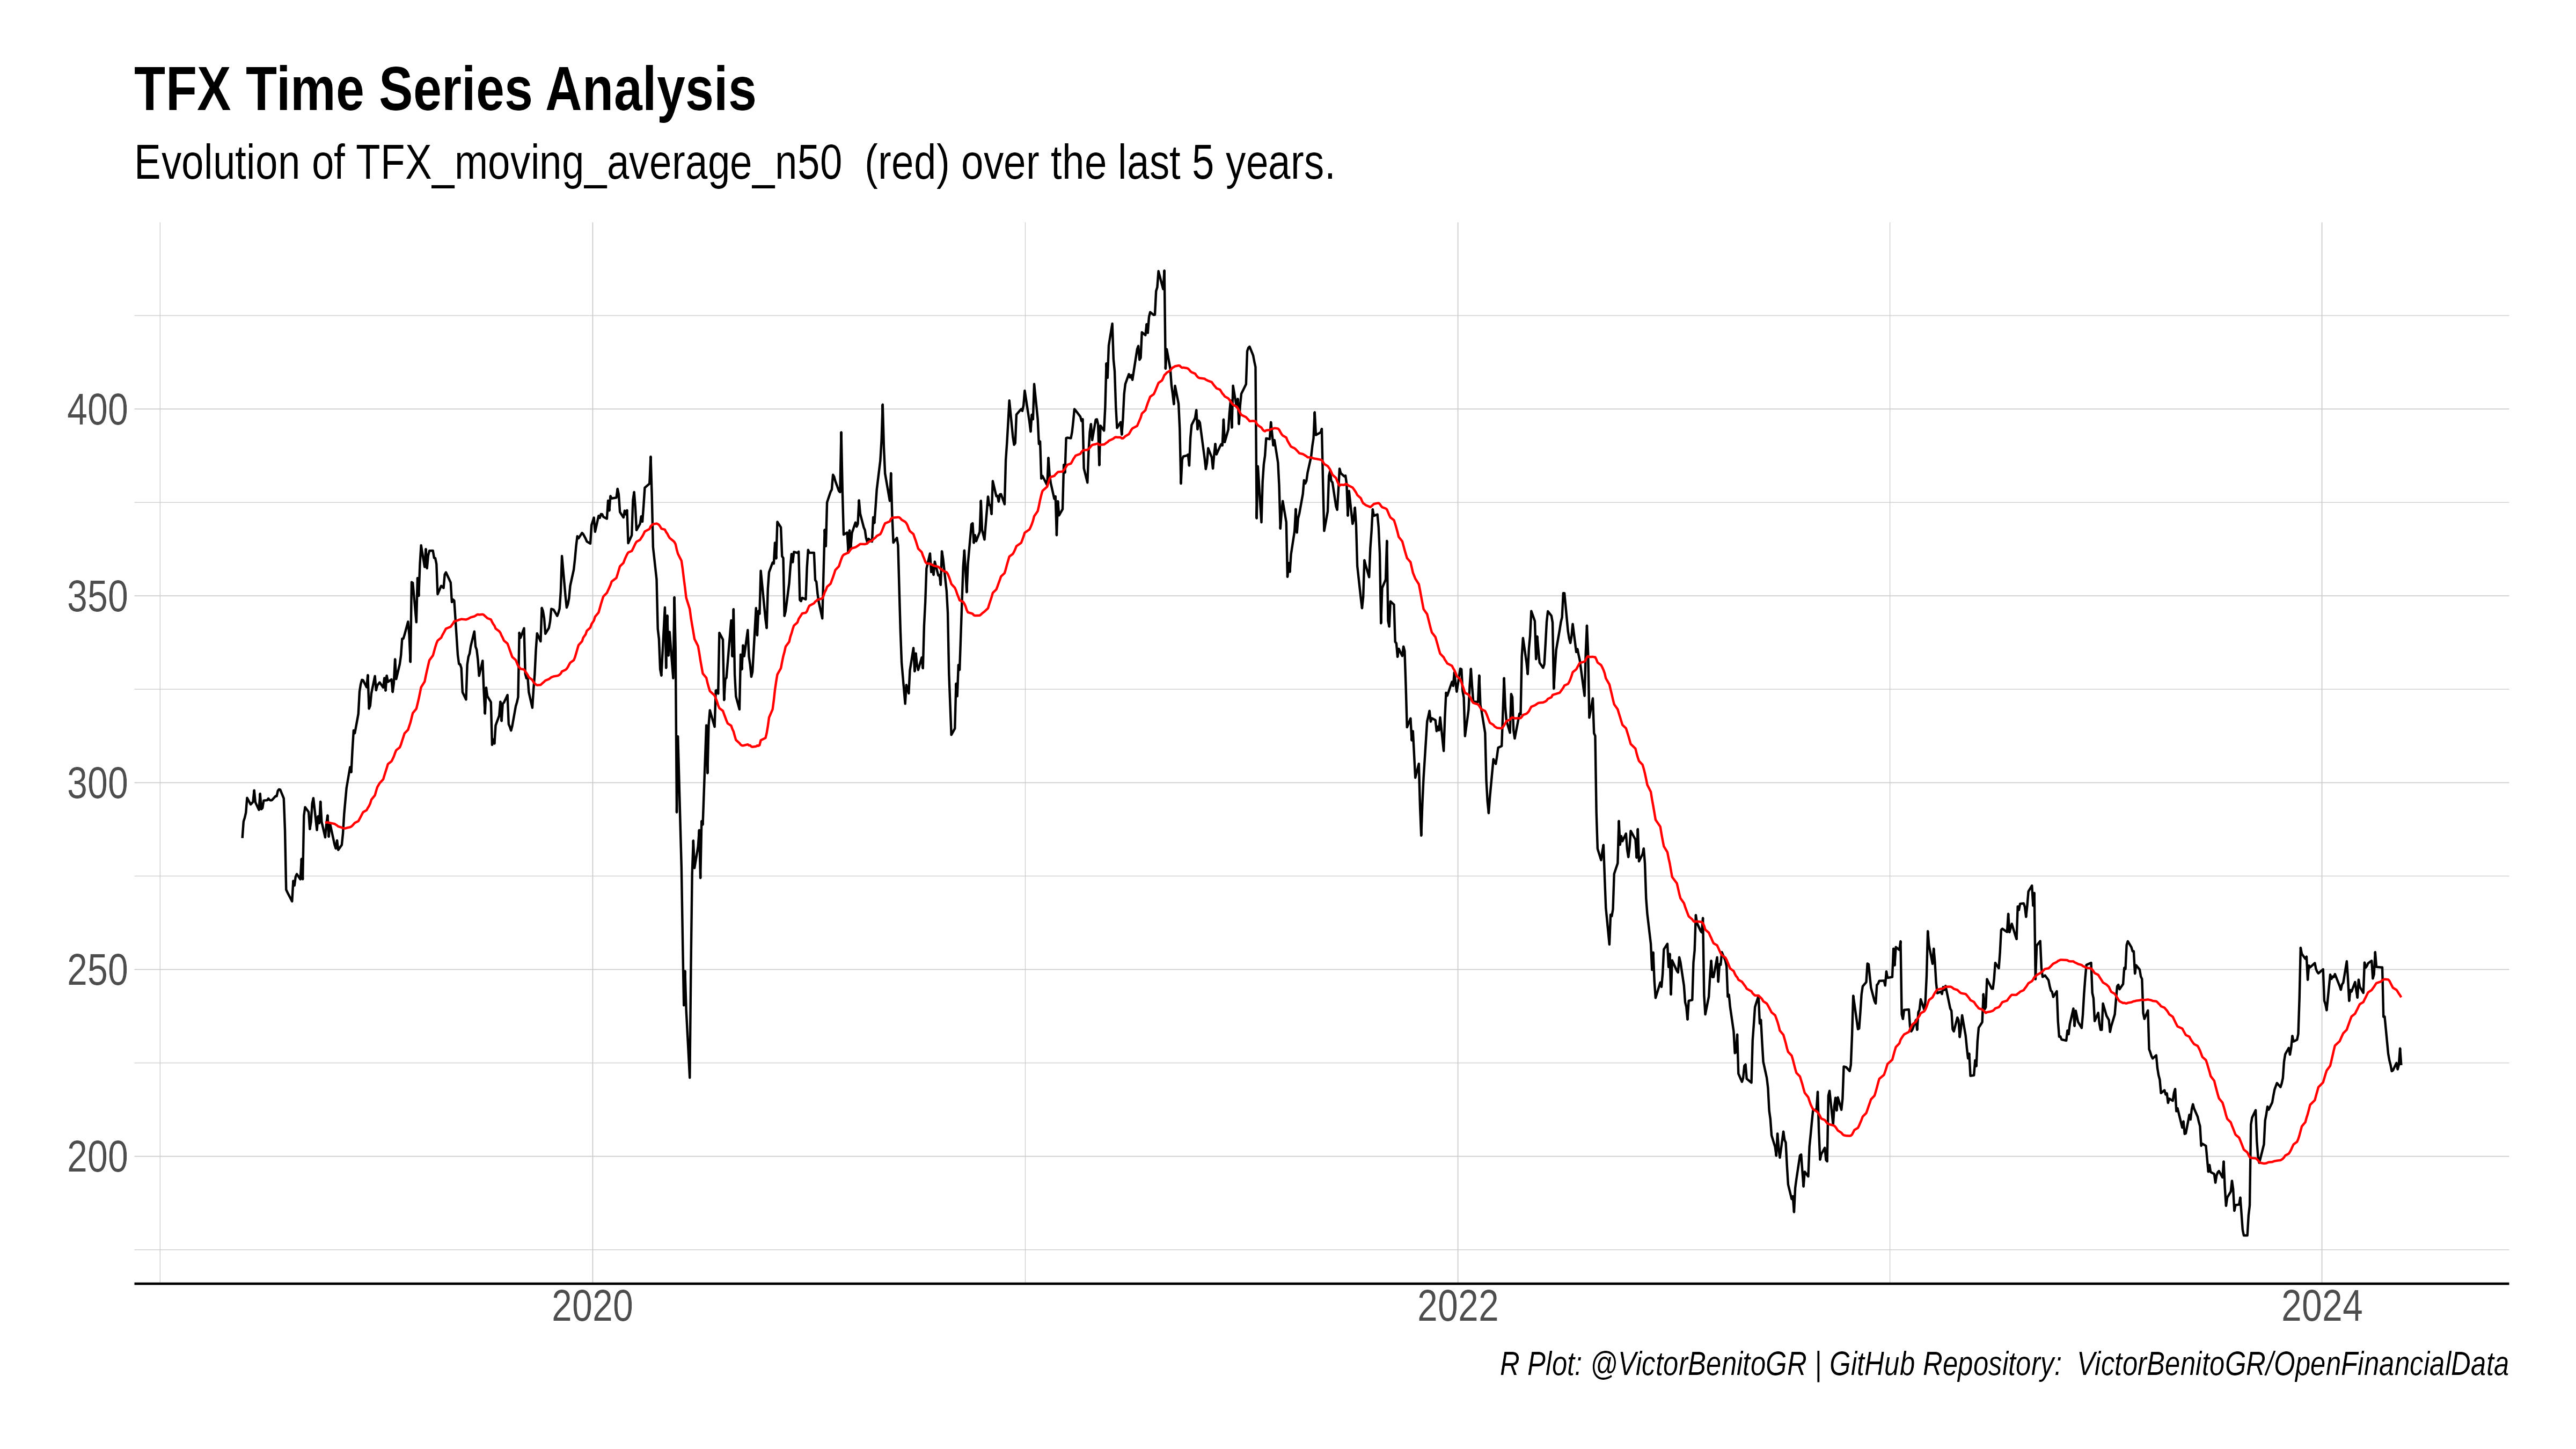 TFX Time Series Analysis
Evolution of TFX_moving_average_n50  (red) over the last 5 years.
400
350
300
250
200
2020 2022 2024
R Plot: @VictorBenitoGR | GitHub Repository:  VictorBenitoGR/OpenFinancialData